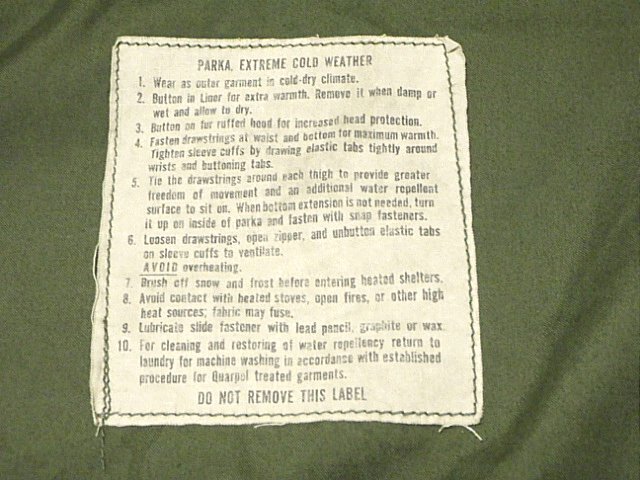 PARKA, EXTREME COLD WEATHER
1. Wear as outer garment in cold-dry climate.
2. Button in Liner for extra warmth. Remove it when damp or
wet and allow to dry.
3. Button on fur ruffed hood for increased head protection.
4. Fasten drawstrings at waist and bottom for maximum warmth.
Tighten sleeve cuffs by drawing elastic tabs tightly around
wrists and buttoning tabs.
5. Tie the drawstrings around each thigh to provide greater
freedom of movement and an additional water repellent
surface to sit on. When bottom extension is not needed, turn
it up on inside of parka and fasten with snap fasteners.
6. Loosen drawstrings, open zipper, and unbutton elastic tabs
on sleeve cuffs to ventilate.
AVOID overheating.
7. Brush off snow and frost before entering heated shelters.
8. Avoid contact with heated stoves, open fires, or other high
heat sources; fabric may fuse.
9. Lubricate slide fastener with lead pencil, graphite or wax.
10. For cleaning and restoring of water repellency return to
laundry for machine washing in accordance with established
procedure for Quarpel treated garments.
DO NOT REMOVE THIS LABEL